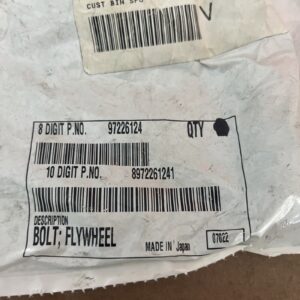 CUST BIN SPO
V
8 DIGIT P.NO. 97226124 QTY
10 DIGIT P.NO. 8972261241
DESCRIPTION
BOLT; FLYWHEEL
MADE IN Japan 07022